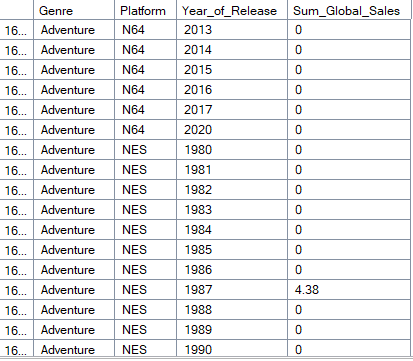 Genre Platform Year_of_Release Sum_Global_Sales
16... Adventure N64 2013 0
16... Adventure N64 2014 0
16... Adventure N64 2015 0
16... Adventure N64 2016 0
16... Adventure N64 2017 0
16... Adventure N64 2020 0
16... Adventure NES 1980 0
16... Adventure NES 1981 0
16... Adventure NES 1982 0
16... Adventure NES 1983 0
16... Adventure NES 1984 0
16... Adventure NES 1985 0
16... Adventure NES 1986 0
16... Adventure NES 1987 4.38
16... Adventure NES 1988 0
16... Adventure NES 1989 0
16... Adventure NES 1990 0